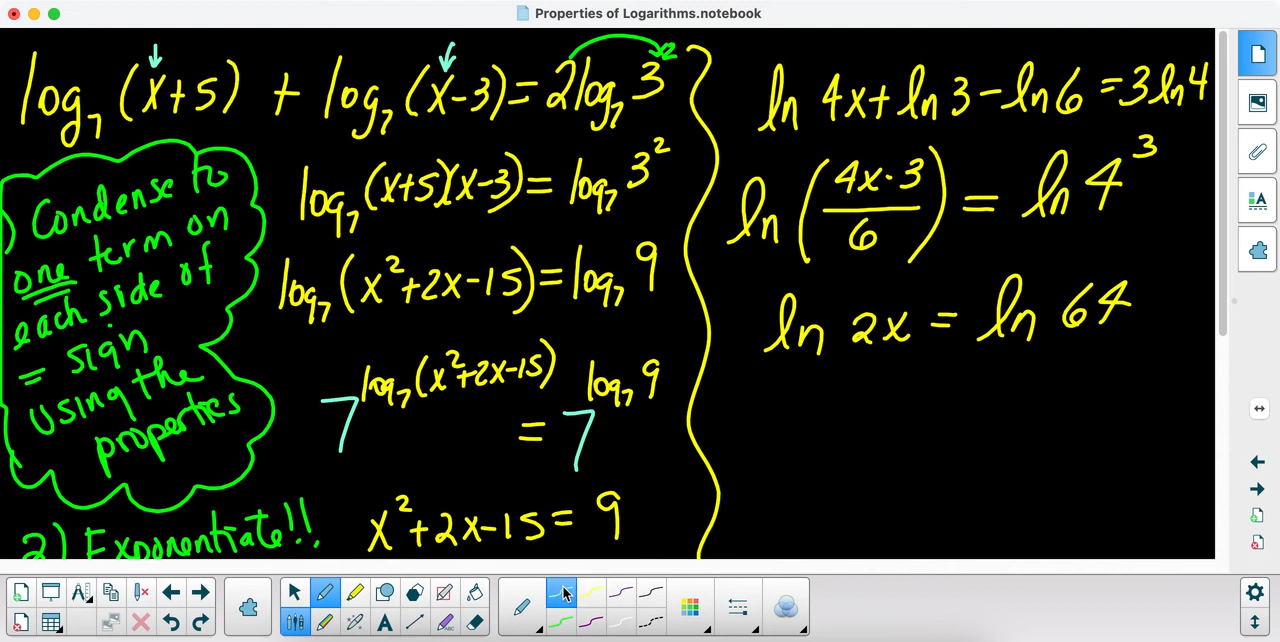 Properties of Logarithms.notebook
log₇ (x+5) + log₇ (x-3) = 2log₇ 3
log₇ (x+5)(x-3) = log₇ 3²
log₇ (x²+2x-15) = log₇ 9
7^log₇(x²+2x-15) = 7^log₇ 9
x²+2x-15 = 9
) Condense to
one term on
each side of
= sign
using the
properties
2) Exponentiate!!
ln 4x + ln 3 - ln 6 = 3 ln 4
ln (4x·3/6) = ln 4³
ln 2x = ln 64